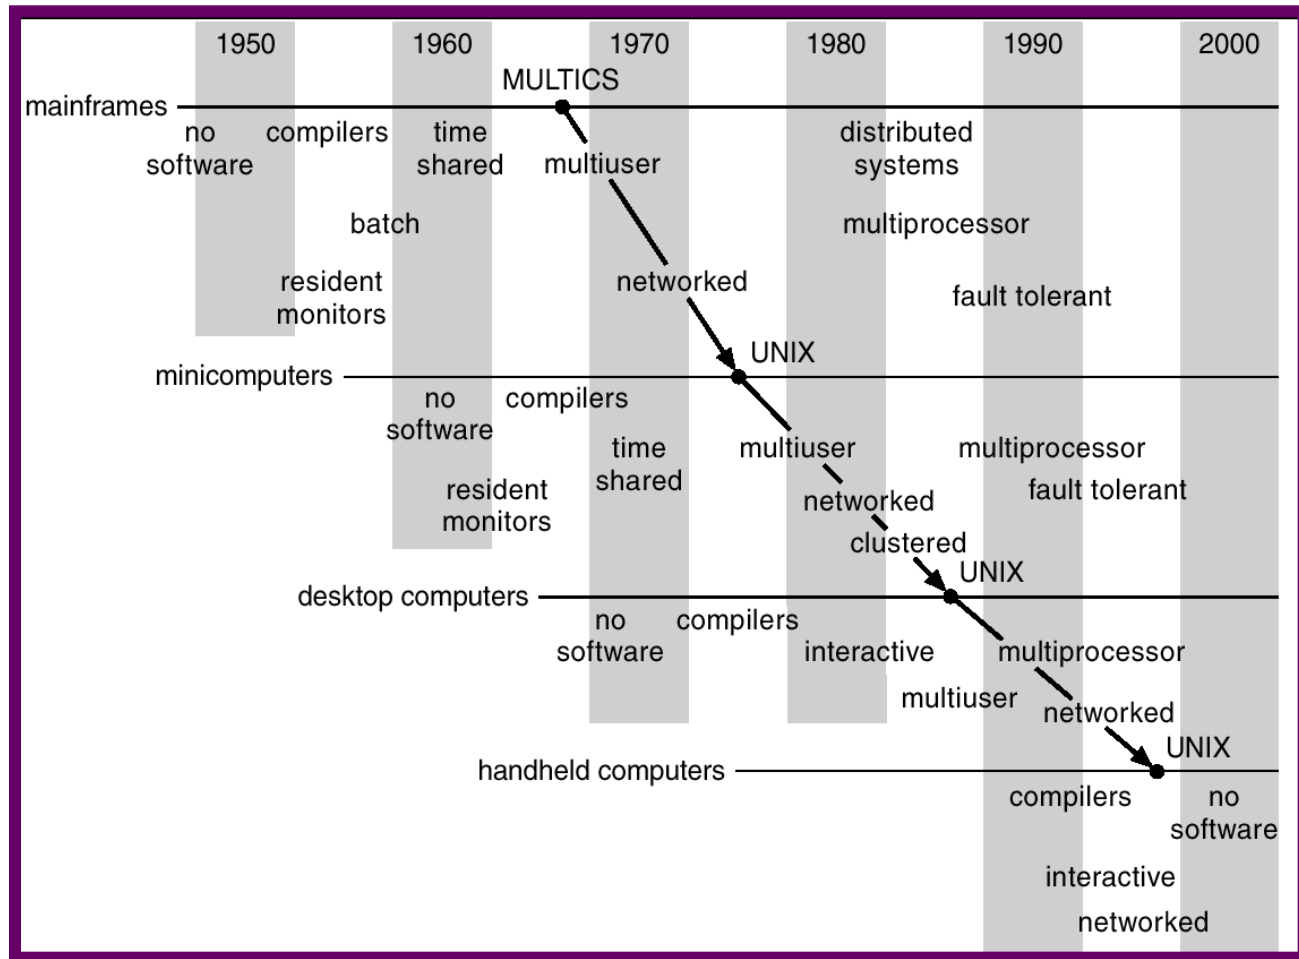 1950 1960 1970 1980 1990 2000
MULTICS
mainframes
no compilers time distributed
software shared multiuser systems
batch multiprocessor
resident networked
monitors fault tolerant
UNIX
minicomputers
no compilers
software
time multiuser multiprocessor
shared
resident fault tolerant
monitors networked
clustered
UNIX
desktop computers
no compilers
software interactive multiprocessor
multiuser
networked
UNIX
handheld computers
compilers no
software
interactive
networked